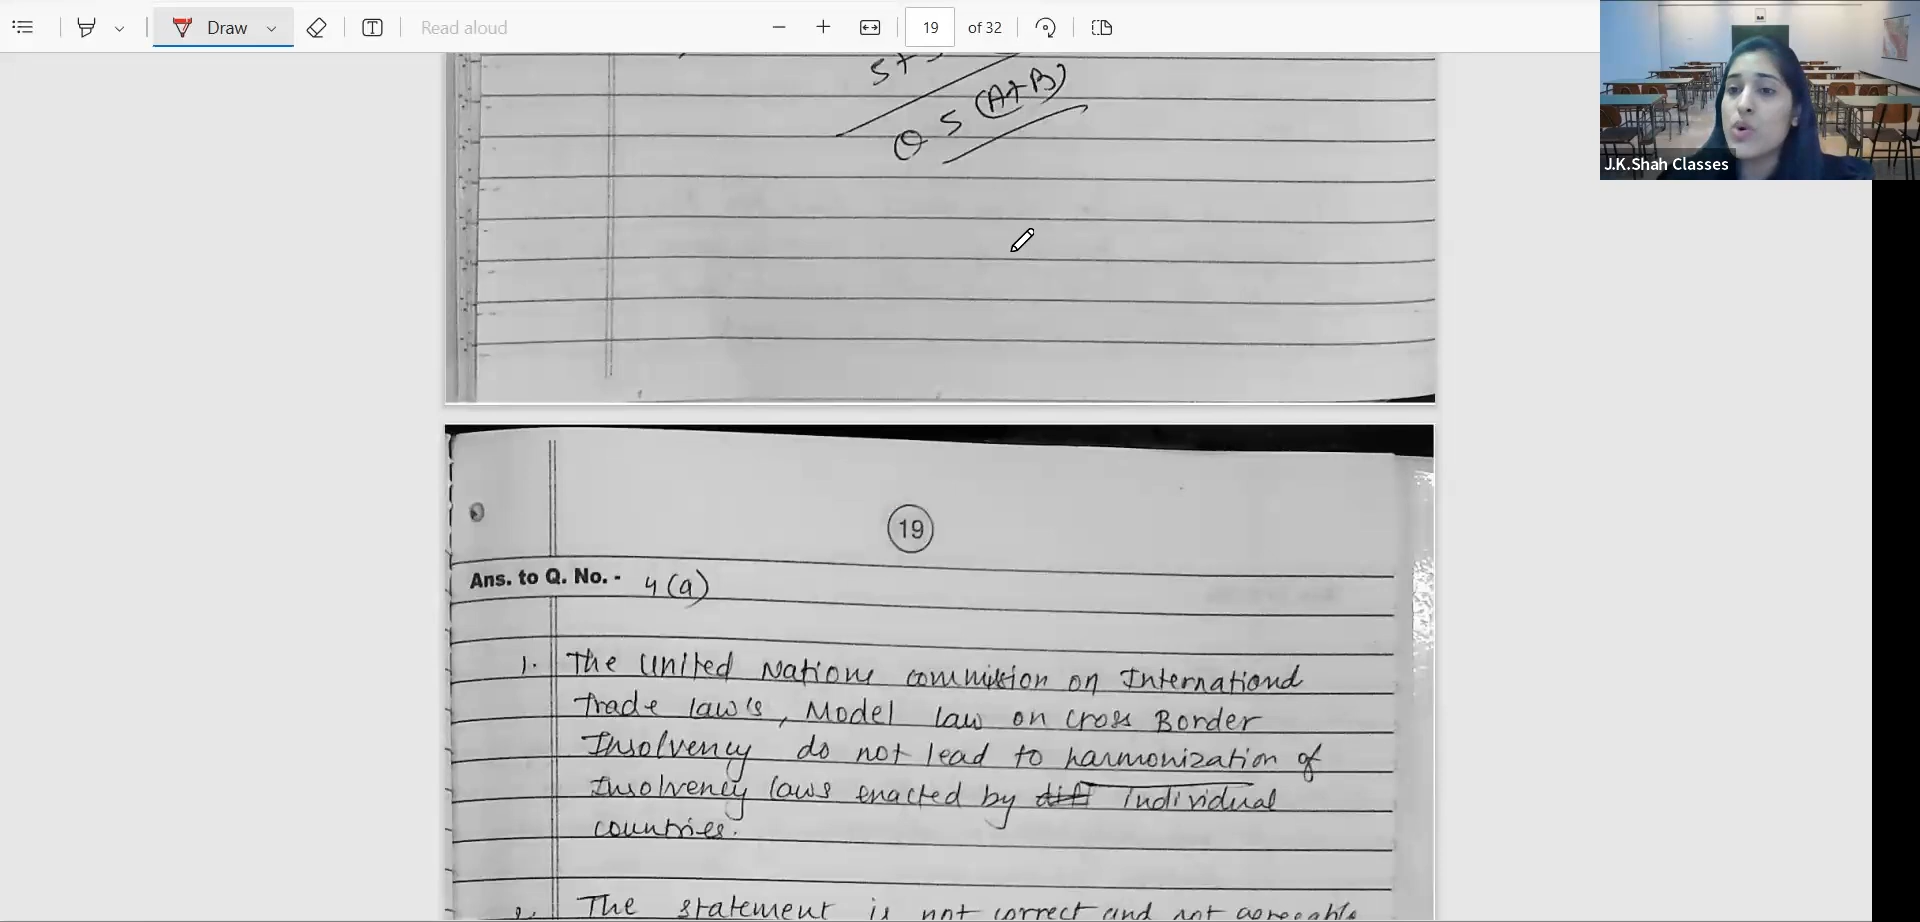 Draw
Read aloud
19 of 32
J.K.Shah Classes
5 (A+B)
19
Ans. to Q. No. - 4(a)
1. The United Nations commission on International
Trade law's, Model law on cross Border
Insolvency do not lead to harmonization of
Insolvency laws enacted by diff individual
countries.
2. The statement is not correct and not agreeable